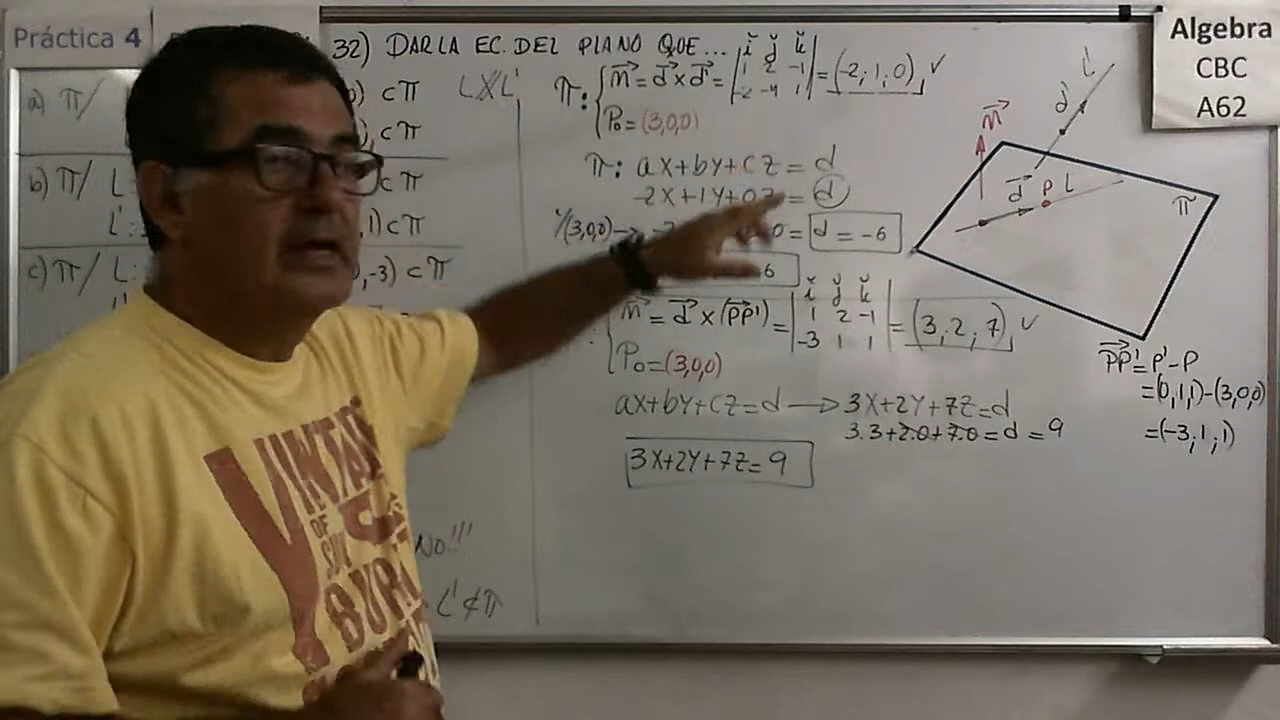 Práctica 4
Algebra
CBC
A62
32) DAR LA EC. DEL PLANO QUE...
a) π/
) ⊂ π
), ⊂ π
b) π/ L:
) ⊂ π
L':
,1) ⊂ π
c) π/ L:
,-3) ⊂ π
No!!!
L' ⊄ π
π: { n = d x d' = | i j k | = (-2, 1, 0), ✓
1 2 -1
-4 1
P₀ = (3,0,0)
π: ax+by+cz = d
-2x+1y+0z = d
(3,0,0) →
0 = d = -6
6
n = d x (PP') = | i j k | = (3, 2, 7), ✓
1 2 -1
-3 1 1
P₀ = (3,0,0)
ax+by+cz=d → 3x+2y+7z=d
3.3+2.0+7.0=d=9
3x+2y+7z=9
L'
d'
n
d P L
π
PP' = P' - P
=(0,1,1)-(3,0,0)
=(-3,1,1)
VINTAGE
OF
BURU